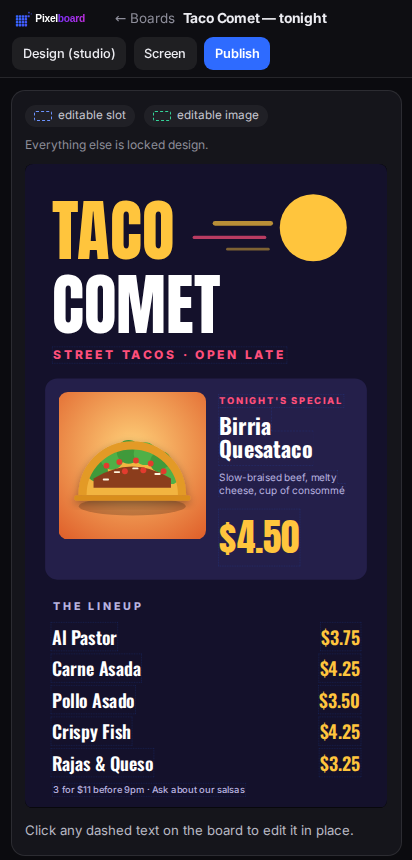 Pixelboard
← Boards Taco Comet — tonight
Design (studio) Screen Publish
editable slot editable image
Everything else is locked design.
TACO
COMET
STREET TACOS · OPEN LATE
TONIGHT'S SPECIAL
Birria
Quesataco
Slow-braised beef, melty
cheese, cup of consommé
$4.50
THE LINEUP
Al Pastor $3.75
Carne Asada $4.25
Pollo Asado $3.50
Crispy Fish $4.25
Rajas & Queso $3.25
3 for $11 before 9pm · Ask about our salsas
Click any dashed text on the board to edit it in place.